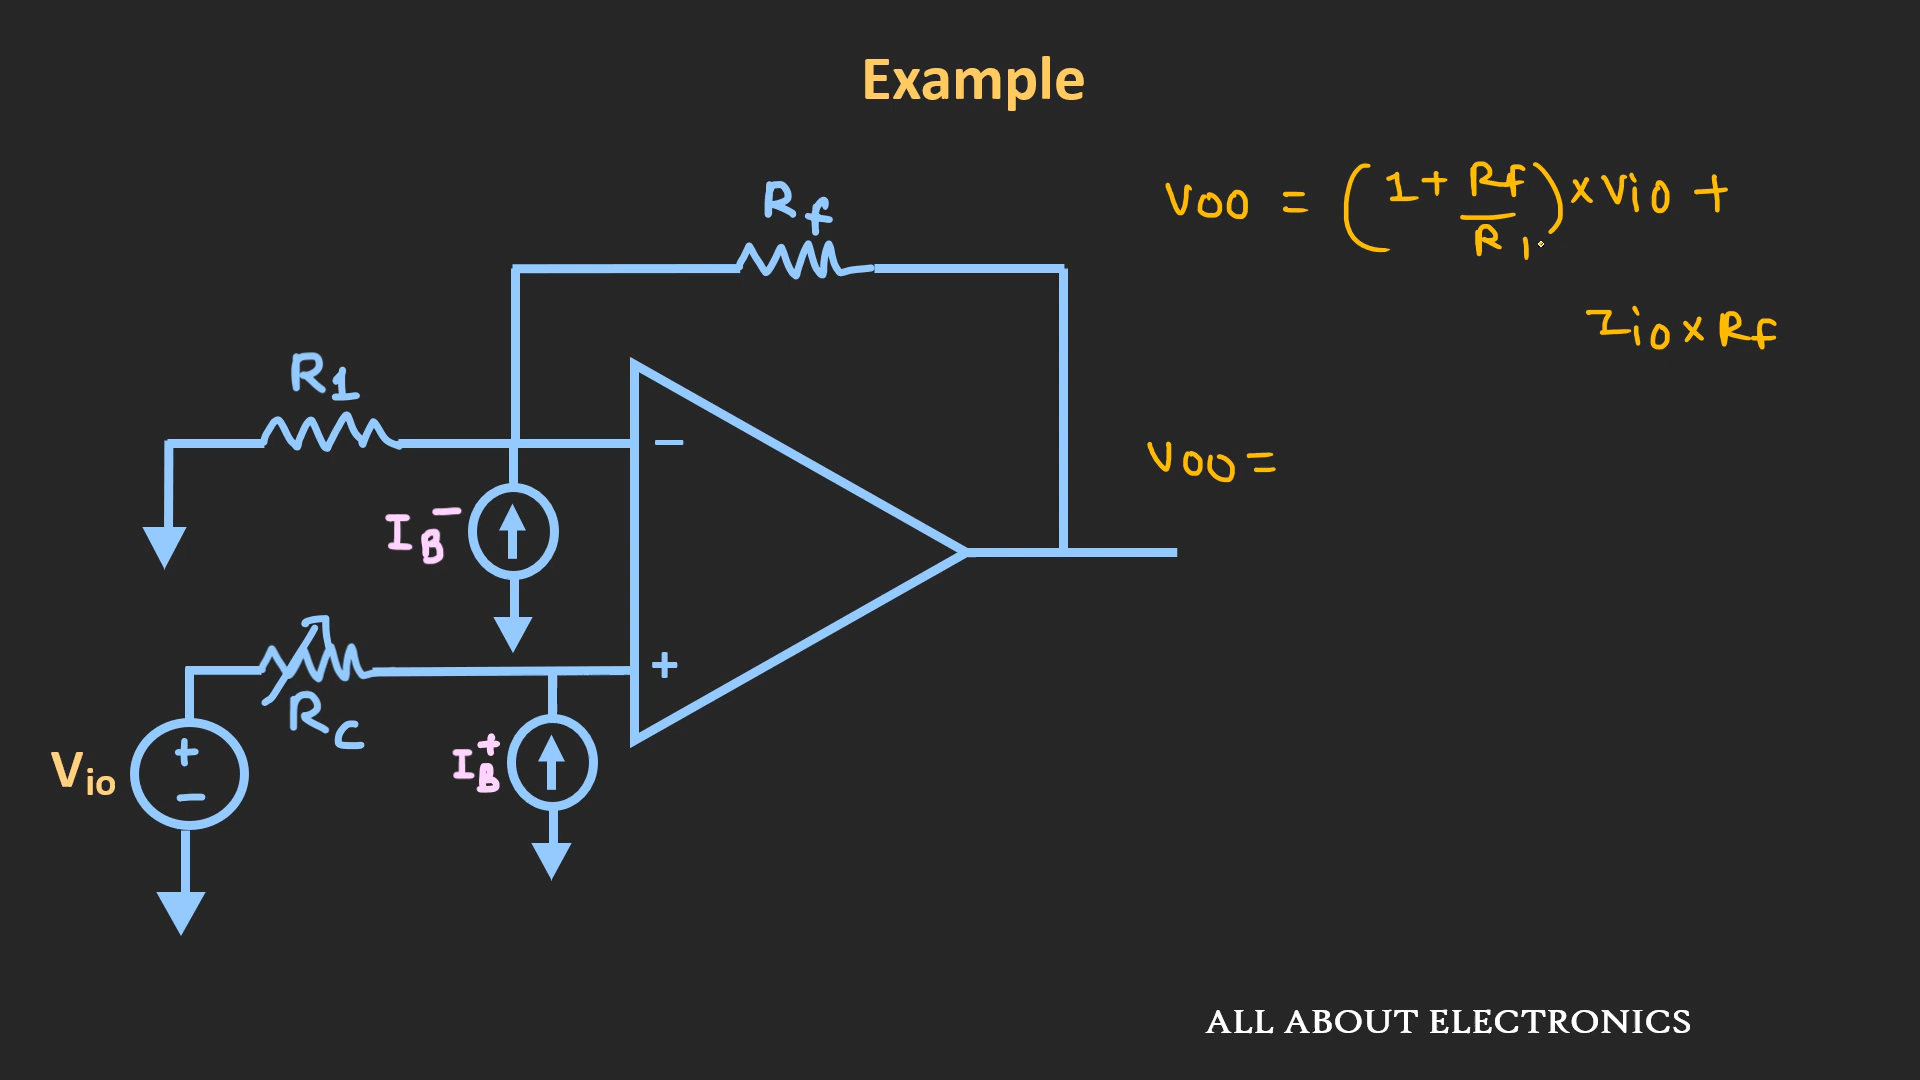 Example
Rf
Voo = (1 + Rf/R1) × Vio +
Iio × Rf
R1
−
Voo =
IB−
+
Rc
IB+
+
−
Vio
ALL ABOUT ELECTRONICS